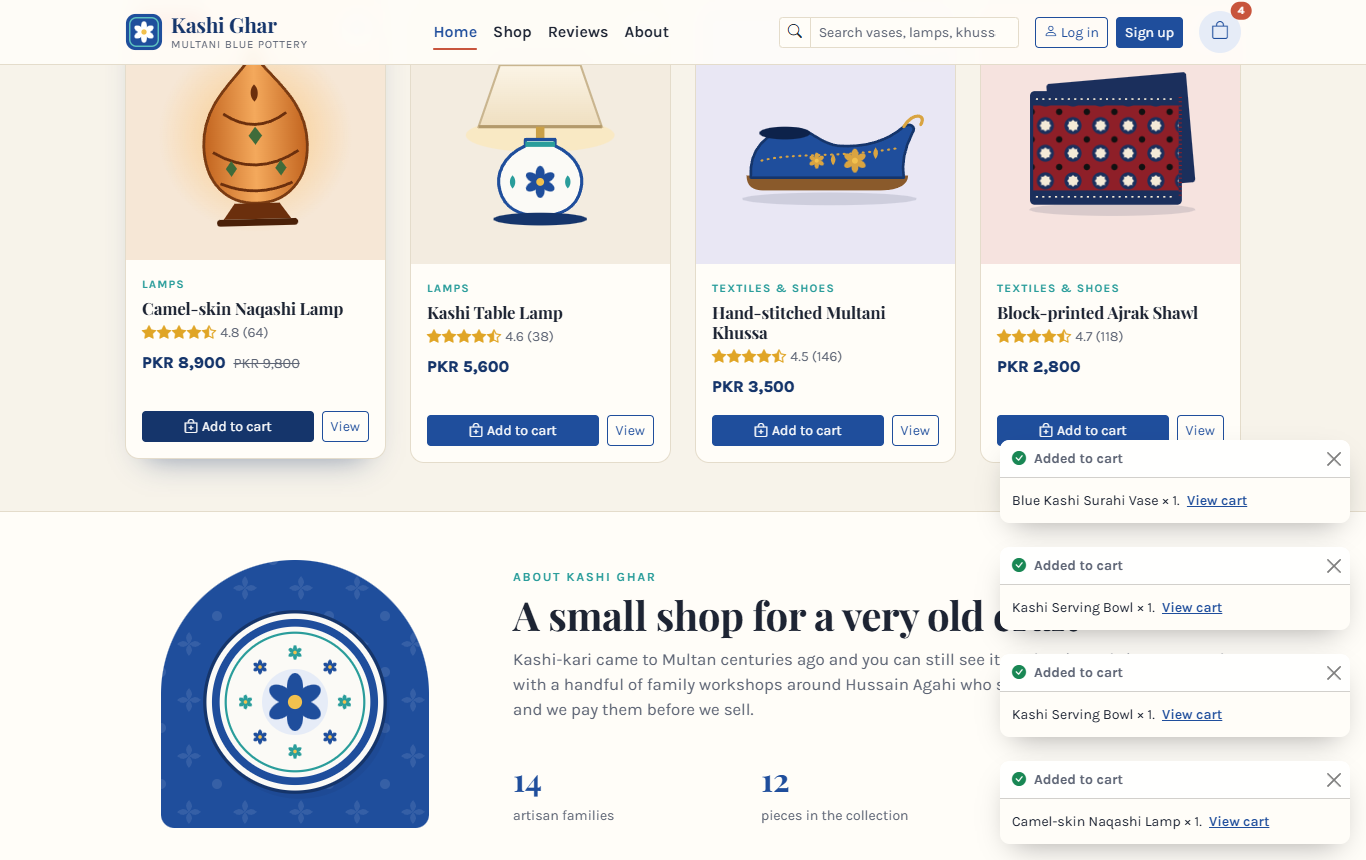 Kashi Ghar
MULTANI BLUE POTTERY
Home
Shop
Reviews
About
Search vases, lamps, khuss
Log in
Sign up
4
LAMPS
Camel-skin Naqashi Lamp
4.8 (64)
PKR 8,900 PKR 9,800
Add to cart
View
LAMPS
Kashi Table Lamp
4.6 (38)
PKR 5,600
Add to cart
View
TEXTILES & SHOES
Hand-stitched Multani
Khussa
4.5 (146)
PKR 3,500
Add to cart
View
TEXTILES & SHOES
Block-printed Ajrak Shawl
4.7 (118)
PKR 2,800
Add to cart
View
Added to cart
Blue Kashi Surahi Vase × 1. View cart
Added to cart
Kashi Serving Bowl × 1. View cart
Added to cart
Kashi Serving Bowl × 1. View cart
Added to cart
Camel-skin Naqashi Lamp × 1. View cart
ABOUT KASHI GHAR
A small shop for a very old
Kashi-kari came to Multan centuries ago and you can still see it
with a handful of family workshops around Hussain Agahi who
and we pay them before we sell.
14
artisan families
12
pieces in the collection